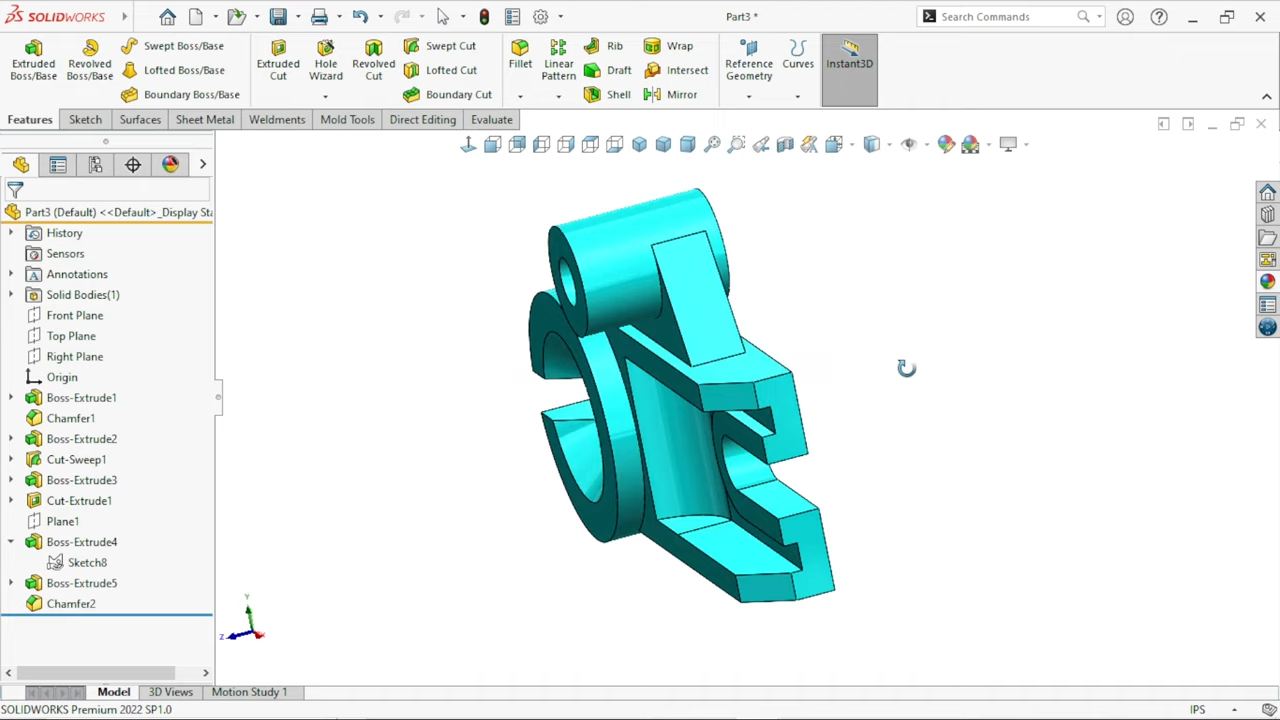 SOLIDWORKS
Part3 *
Search Commands
Extruded Boss/Base
Revolved Boss/Base
Swept Boss/Base
Lofted Boss/Base
Boundary Boss/Base
Extruded Cut
Hole Wizard
Revolved Cut
Swept Cut
Lofted Cut
Boundary Cut
Fillet
Linear Pattern
Rib
Draft
Shell
Wrap
Intersect
Mirror
Reference Geometry
Curves
Instant3D
Features Sketch Surfaces Sheet Metal Weldments Mold Tools Direct Editing Evaluate
Part3 (Default) <<Default>_Display Sta
History
Sensors
Annotations
Solid Bodies(1)
Front Plane
Top Plane
Right Plane
Origin
Boss-Extrude1
Chamfer1
Boss-Extrude2
Cut-Sweep1
Boss-Extrude3
Cut-Extrude1
Plane1
Boss-Extrude4
Sketch8
Boss-Extrude5
Chamfer2
Y
Z
X
Model 3D Views Motion Study 1
SOLIDWORKS Premium 2022 SP1.0
IPS